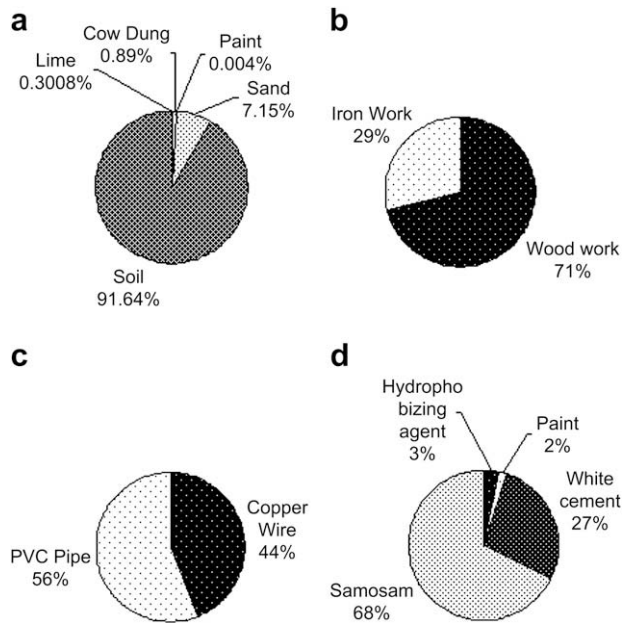 a
Cow Dung
0.89%
Paint
0.004%
Lime
0.3008%
Sand
7.15%
Soil
91.64%
b
Iron Work
29%
Wood work
71%
c
Copper
Wire
44%
PVC Pipe
56%
d
Hydropho
bizing
agent
3%
Paint
2%
White
cement
27%
Samosam
68%